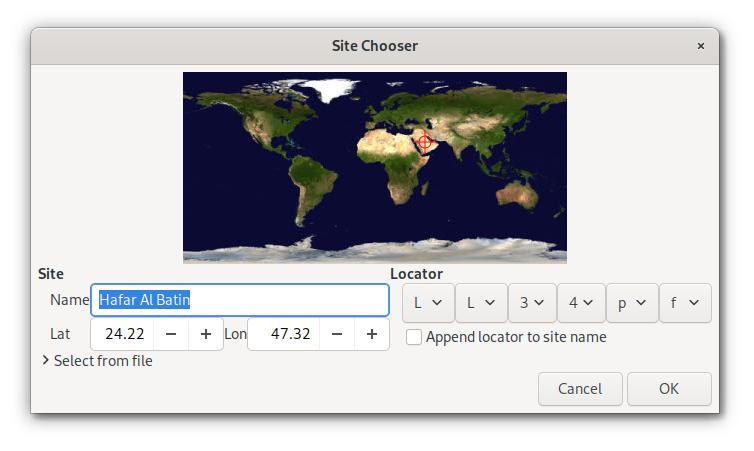 Site Chooser
Site
Locator
Name Hafar Al Batin
L L 3 4 p f
Lat 24.22 Lon 47.32
Append locator to site name
Select from file
Cancel OK